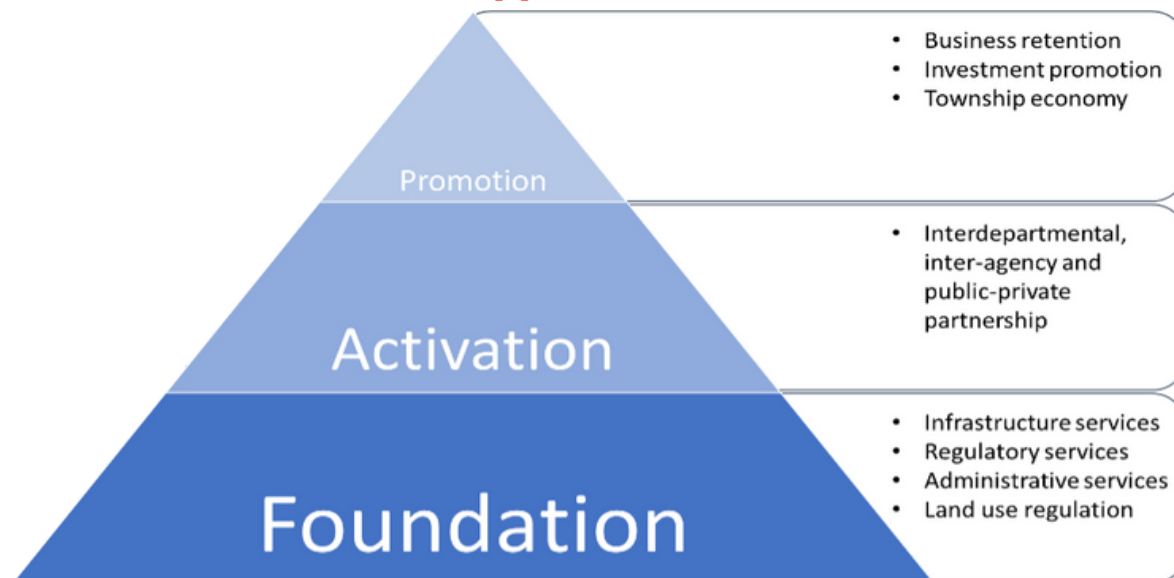 • Business retention
• Investment promotion
• Township economy
Promotion
• Interdepartmental,
inter-agency and
public-private
partnership
Activation
• Infrastructure services
• Regulatory services
• Administrative services
• Land use regulation
Foundation